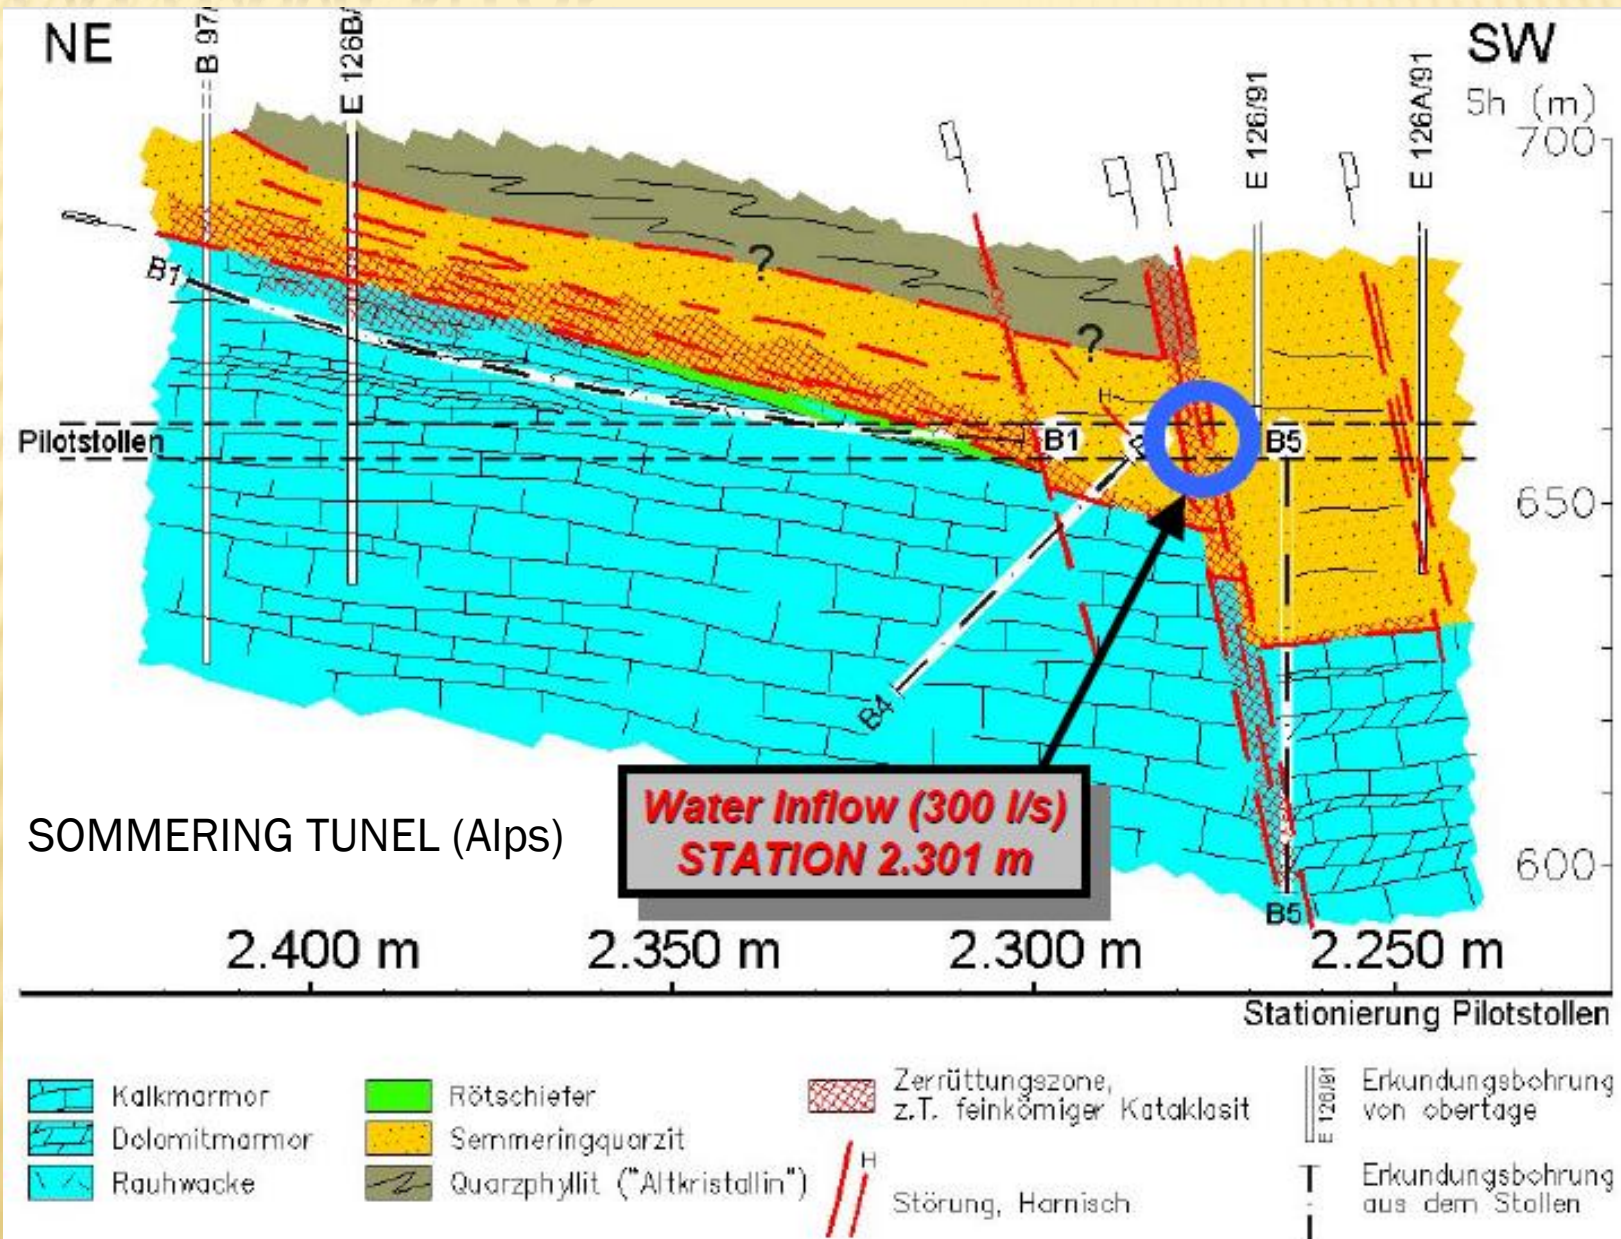 NE
SW
B 97/
E 126B/
E 126/91
E 126A/91
Sh (m)
700
650
600
B1
?
?
H
Pilotstollen
B1
B5
B4
B5
Water Inflow (300 l/s)
STATION 2.301 m
SOMMERING TUNEL (Alps)
2.400 m
2.350 m
2.300 m
2.250 m
Stationierung Pilotstollen
Kalkmarmor
Dolomitmarmor
Rauhwacke
Rötschiefer
Semmeringquarzit
Quarzphyllit ("Altkristallin")
Zerrüttungszone,
z.T. feinkörniger Kataklasit
H
Störung, Harnisch
E 126/91
Erkundungsbohrung
von obertage
Erkundungsbohrung
aus dem Stollen